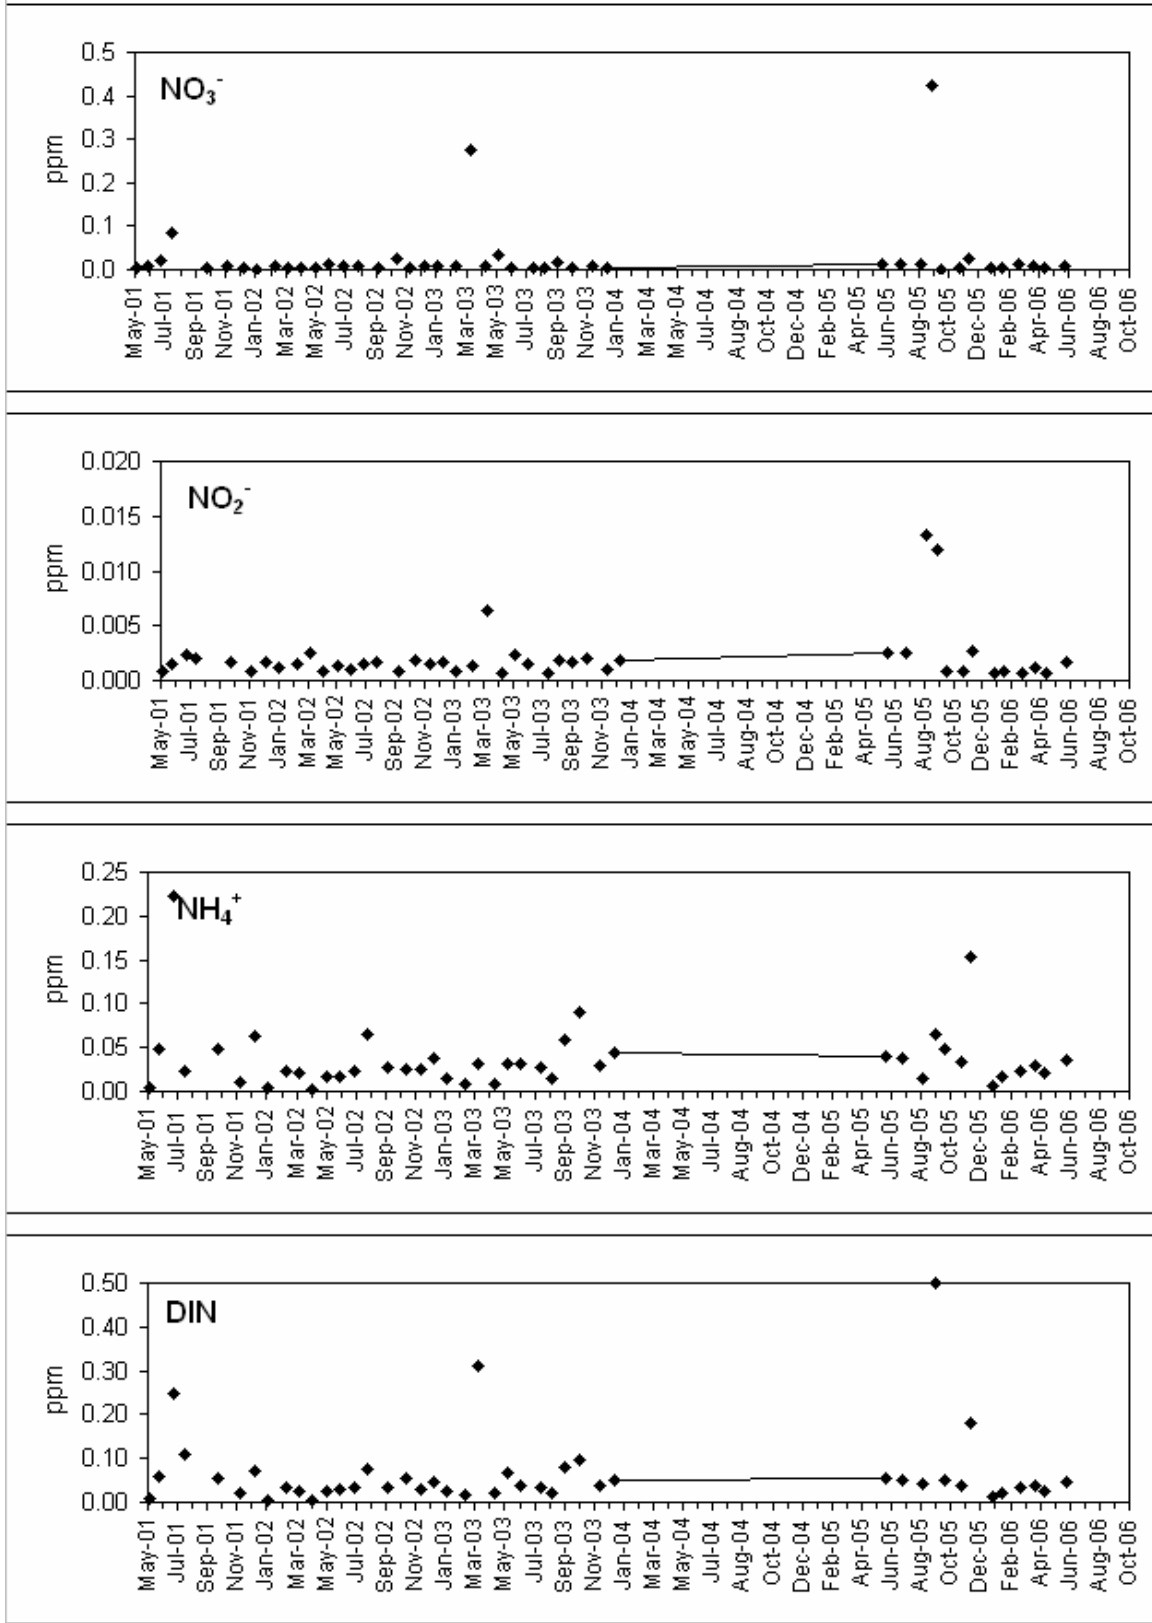 0.5
NO₃⁻
0.4
0.3
0.2
0.1
0.0
ppm
May-01 Jul-01 Sep-01 Nov-01 Jan-02 Mar-02 May-02 Jul-02 Sep-02 Nov-02 Jan-03 Mar-03 May-03 Jul-03 Sep-03 Nov-03 Jan-04 Mar-04 May-04 Jul-04 Aug-04 Oct-04 Dec-04 Feb-05 Apr-05 Jun-05 Aug-05 Oct-05 Dec-05 Feb-06 Apr-06 Jun-06 Aug-06 Oct-06
0.020
NO₂⁻
0.015
0.010
0.005
0.000
ppm
May-01 Jul-01 Sep-01 Nov-01 Jan-02 Mar-02 May-02 Jul-02 Sep-02 Nov-02 Jan-03 Mar-03 May-03 Jul-03 Sep-03 Nov-03 Jan-04 Mar-04 May-04 Jul-04 Aug-04 Oct-04 Dec-04 Feb-05 Apr-05 Jun-05 Aug-05 Oct-05 Dec-05 Feb-06 Apr-06 Jun-06 Aug-06 Oct-06
0.25
NH₄⁺
0.20
0.15
0.10
0.05
0.00
ppm
May-01 Jul-01 Sep-01 Nov-01 Jan-02 Mar-02 May-02 Jul-02 Sep-02 Nov-02 Jan-03 Mar-03 May-03 Jul-03 Sep-03 Nov-03 Jan-04 Mar-04 May-04 Jul-04 Aug-04 Oct-04 Dec-04 Feb-05 Apr-05 Jun-05 Aug-05 Oct-05 Dec-05 Feb-06 Apr-06 Jun-06 Aug-06 Oct-06
0.50
DIN
0.40
0.30
0.20
0.10
0.00
ppm
May-01 Jul-01 Sep-01 Nov-01 Jan-02 Mar-02 May-02 Jul-02 Sep-02 Nov-02 Jan-03 Mar-03 May-03 Jul-03 Sep-03 Nov-03 Jan-04 Mar-04 May-04 Jul-04 Aug-04 Oct-04 Dec-04 Feb-05 Apr-05 Jun-05 Aug-05 Oct-05 Dec-05 Feb-06 Apr-06 Jun-06 Aug-06 Oct-06